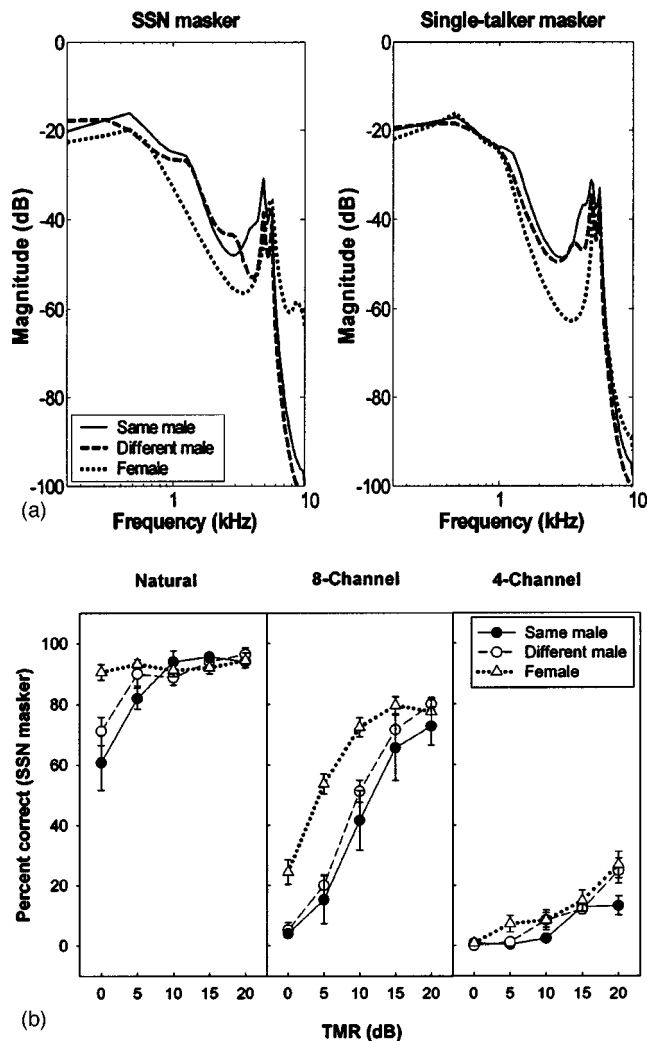 SSN masker
Single-talker masker
0
-20
-40
-60
-80
-100
Magnitude (dB)
Same male
Different male
Female
1
10
Frequency (kHz)
0
-20
-40
-60
-80
-100
Magnitude (dB)
1
10
Frequency (kHz)
(a)
Natural
8-Channel
4-Channel
Percent correct (SSN masker)
100
80
60
40
20
0
Same male
Different male
Female
0 5 10 15 20
0 5 10 15 20
0 5 10 15 20
TMR (dB)
(b)